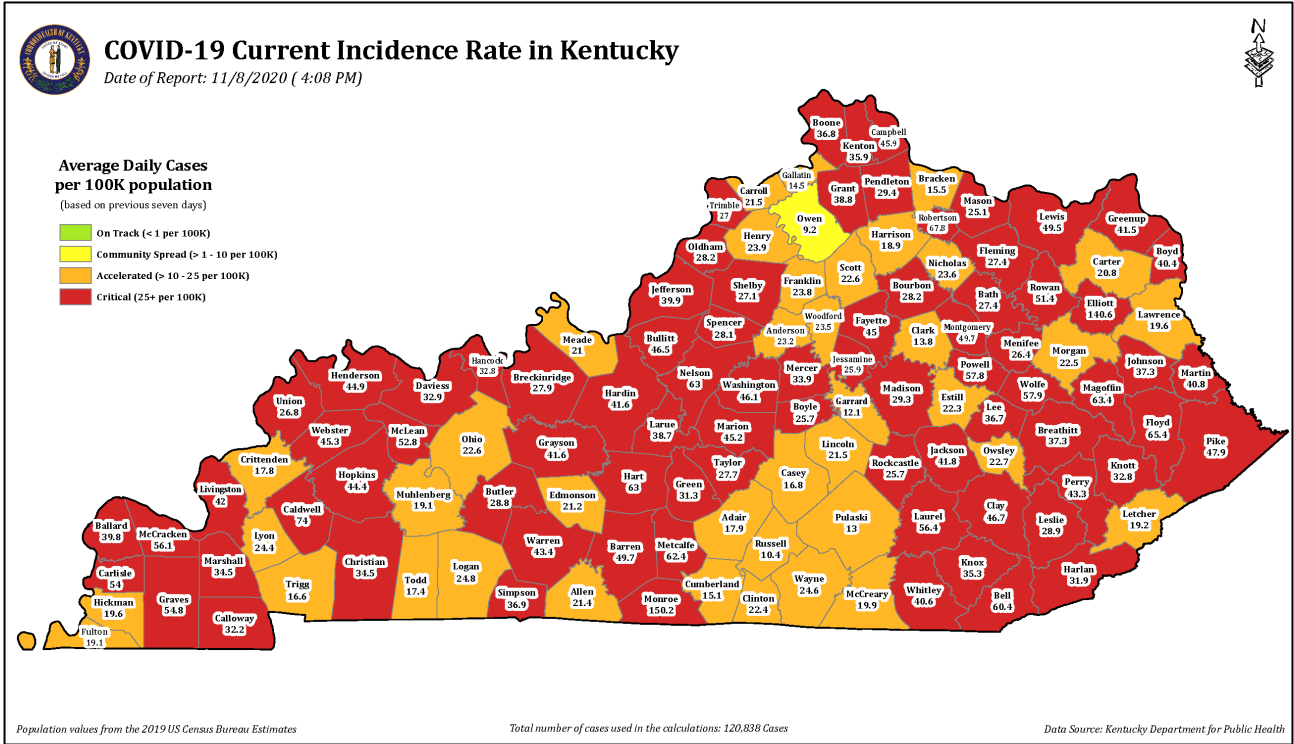 COVID-19 Current Incidence Rate in Kentucky
Date of Report: 11/8/2020 ( 4:08 PM)
N
Average Daily Cases
per 100K population
(based on previous seven days)
On Track (< 1 per 100K)
Community Spread (> 1 - 10 per 100K)
Accelerated (> 10 - 25 per 100K)
Critical (25+ per 100K)
Boone
36.8
Campbell
45.9
Kenton
35.9
Gallatin
14.5
Carroll
21.5
Grant
38.8
Pendleton
29.4
Bracken
15.5
Trimble
27
Owen
9.2
Mason
25.1
Robertson
67.8
Lewis
49.5
Greenup
41.5
Henry
23.9
Harrison
18.9
Oldham
28.2
Fleming
27.4
Boyd
40.4
Carter
20.8
Nicholas
23.6
Scott
22.6
Franklin
23.8
Shelby
27.1
Jefferson
39.9
Bourbon
28.2
Bath
27.4
Rowan
51.4
Elliott
140.6
Lawrence
19.6
Spencer
28.1
Anderson
23.2
Woodford
23.5
Fayette
45
Clark
13.8
Montgomery
49.7
Menifee
26.4
Morgan
22.5
Meade
21
Bullitt
46.5
Johnson
37.3
Martin
40.8
Hancock
32.8
Jessamine
25.9
Mercer
33.9
Powell
57.8
Nelson
63
Washington
46.1
Henderson
44.9
Daviess
32.9
Breckinridge
27.9
Hardin
41.6
Madison
29.3
Wolfe
57.9
Magoffin
63.4
Union
26.8
Boyle
25.7
Garrard
12.1
Estill
22.3
Lee
36.7
Webster
45.3
McLean
52.8
Ohio
22.6
Grayson
41.6
Larue
38.7
Marion
45.2
Lincoln
21.5
Breathitt
37.3
Floyd
65.4
Pike
47.9
Crittenden
17.8
Hopkins
44.4
Taylor
27.7
Casey
16.8
Rockcastle
25.7
Jackson
41.8
Owsley
22.7
Knott
32.8
Livingston
42
Muhlenberg
19.1
Butler
28.8
Edmonson
21.2
Hart
63
Green
31.3
Perry
43.3
Caldwell
74
Adair
17.9
Pulaski
13
Laurel
56.4
Clay
46.7
Leslie
28.9
Letcher
19.2
Ballard
39.8
McCracken
56.1
Lyon
24.4
Warren
43.4
Barren
49.7
Metcalfe
62.4
Russell
10.4
Marshall
34.5
Christian
34.5
Carlisle
54
Trigg
16.6
Todd
17.4
Logan
24.8
Knox
35.3
Harlan
31.9
Cumberland
15.1
Wayne
24.6
McCreary
19.9
Whitley
40.6
Bell
60.4
Simpson
36.9
Allen
21.4
Monroe
150.2
Clinton
22.4
Hickman
19.6
Graves
54.8
Calloway
32.2
Fulton
19.1
Population values from the 2019 US Census Bureau Estimates
Total number of cases used in the calculations: 120,838 Cases
Data Source: Kentucky Department for Public Health